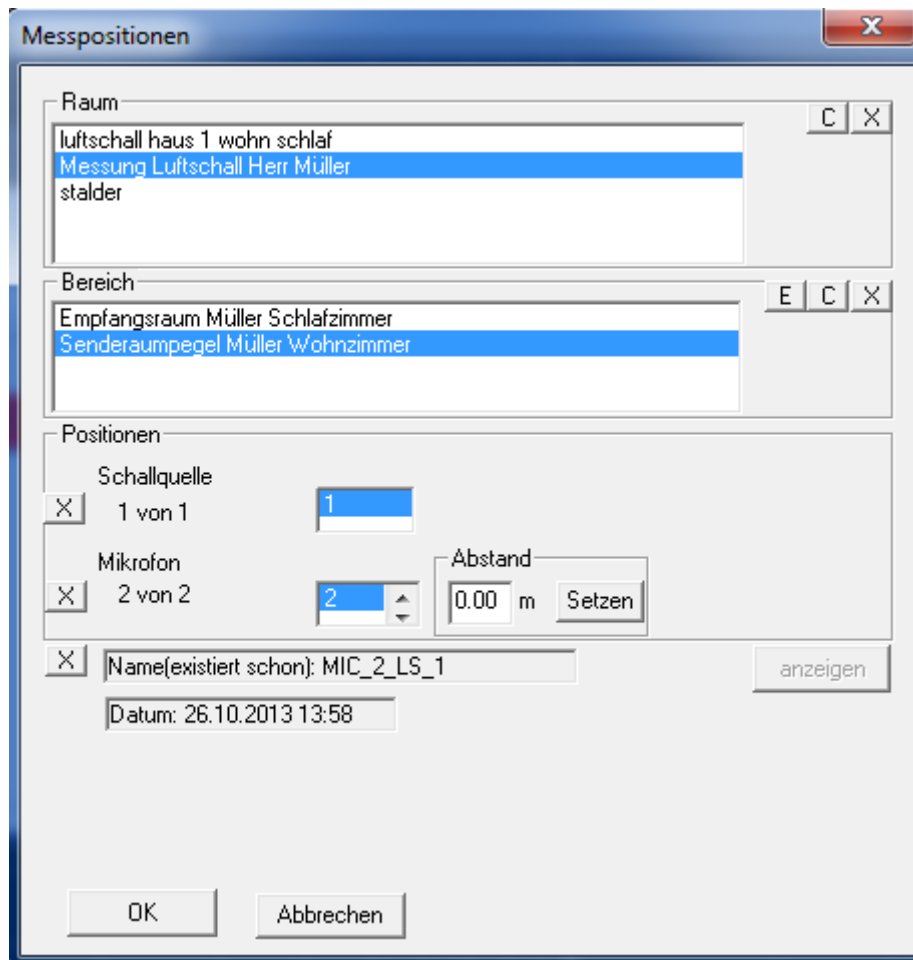 Messpositionen
X
Raum
C X
luftschall haus 1 wohn schlaf
Messung Luftschall Herr Müller
stalder
Bereich
E C X
Empfangsraum Müller Schlafzimmer
Senderaumpegel Müller Wohnzimmer
Positionen
Schallquelle
X 1 von 1 1
Mikrofon Abstand
X 2 von 2 2 0.00 m Setzen
X Name(existiert schon): MIC_2_LS_1 anzeigen
Datum: 26.10.2013 13:58
OK Abbrechen